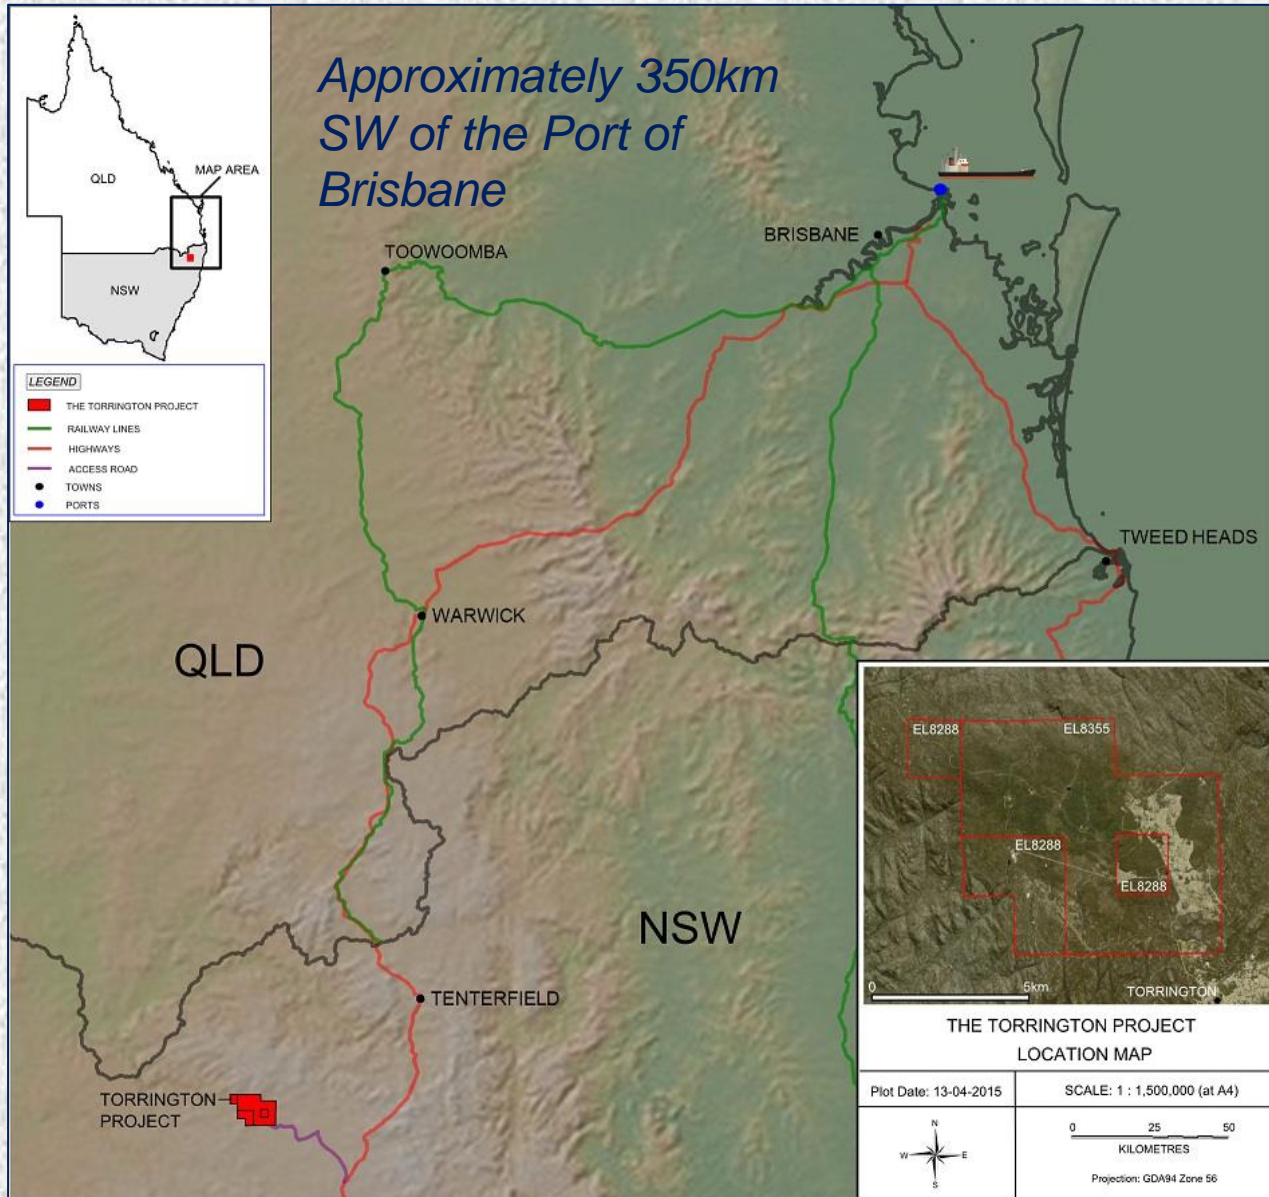 Approximately 350km
SW of the Port of
Brisbane
QLD
MAP AREA
NSW
LEGEND
THE TORRINGTON PROJECT
RAILWAY LINES
HIGHWAYS
ACCESS ROAD
TOWNS
PORTS
BRISBANE
TOOWOOMBA
TWEED HEADS
WARWICK
QLD
NSW
TENTERFIELD
TORRINGTON
PROJECT
EL8288
EL8355
EL8288
EL8288
0
5km
TORRINGTON
THE TORRINGTON PROJECT
LOCATION MAP
Plot Date: 13-04-2015
SCALE: 1 : 1,500,000 (at A4)
N
W
E
S
0
25
50
KILOMETRES
Projection: GDA94 Zone 56